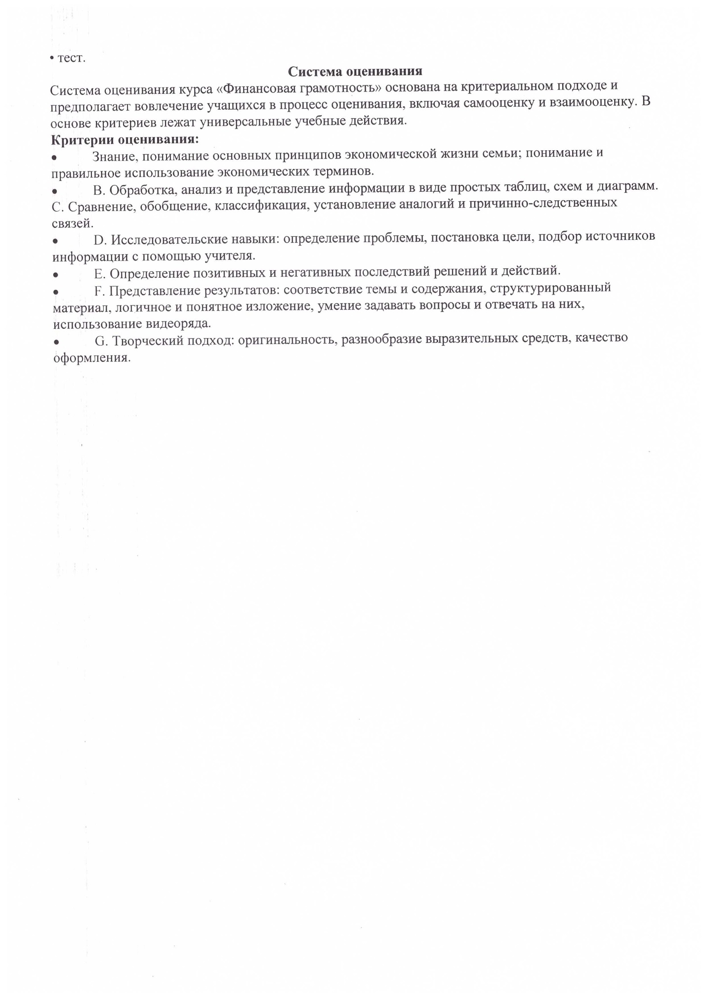 • тест.
Система оценивания
Система оценивания курса «Финансовая грамотность» основана на критериальном подходе и
предполагает вовлечение учащихся в процесс оценивания, включая самооценку и взаимооценку. В
основе критериев лежат универсальные учебные действия.
Критерии оценивания:
• Знание, понимание основных принципов экономической жизни семьи; понимание и
правильное использование экономических терминов.
• B. Обработка, анализ и представление информации в виде простых таблиц, схем и диаграмм.
C. Сравнение, обобщение, классификация, установление аналогий и причинно-следственных
связей.
• D. Исследовательские навыки: определение проблемы, постановка цели, подбор источников
информации с помощью учителя.
• E. Определение позитивных и негативных последствий решений и действий.
• F. Представление результатов: соответствие темы и содержания, структурированный
материал, логичное и понятное изложение, умение задавать вопросы и отвечать на них,
использование видеоряда.
• G. Творческий подход: оригинальность, разнообразие выразительных средств, качество
оформления.